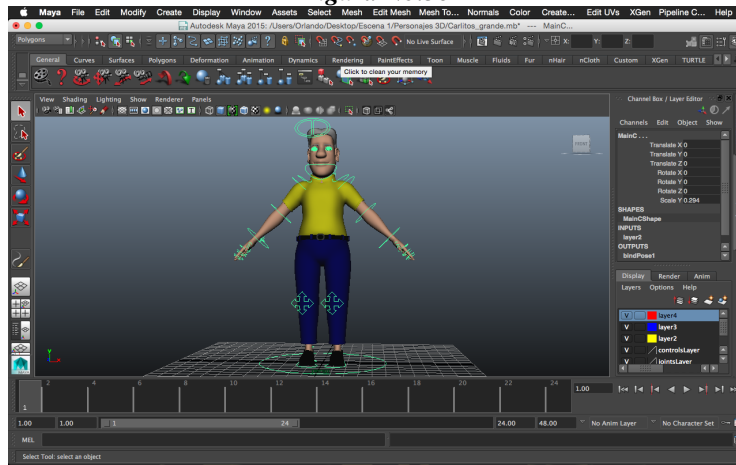 Maya File Edit Modify Create Display Window Assets Select Mesh Edit Mesh Mesh To... Normals Color Create... Edit UVs XGen Pipeline C... Help
Autodesk Maya 2015: /Users/Orlando/Desktop/Escena 1/Personajes 3D/Carlitos_grande.mb* --- MainC...
Polygons
No Live Surface
X:
Y:
Z:
General Curves Surfaces Polygons Deformation Animation Dynamics Rendering PaintEffects Toon Muscle Fluids Fur nHair nCloth Custom XGen TURTLE
Click to clean your memory
View Shading Lighting Show Renderer Panels
FRONT
Channel Box / Layer Editor
Channels Edit Object Show
MainC . . .
Translate X 0
Translate Y 0
Translate Z 0
Rotate X 0
Rotate Y 0
Rotate Z 0
Scale Y 0.294
SHAPES
MainCShape
INPUTS
layer2
OUTPUTS
bindPose1
Display Render Anim
Layers Options Help
V layer4
V layer3
V layer2
V controlsLayer
V jointsLayer
Y
2 4 6 8 10 12 14 16 18 20 22 24
1
1.00
1.00 1.00 1 24 24.00 48.00 No Anim Layer No Character Set
MEL
Select Tool: select an object